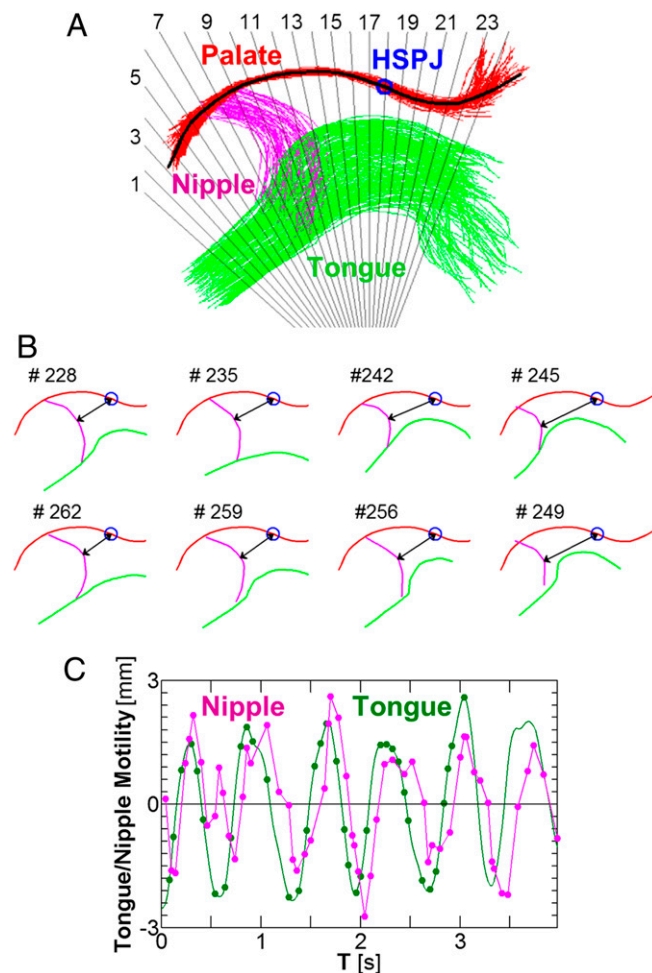 A
7 9 11 13 15 17 19 21 23
Palate HSPJ
5
3
Nipple
1
Tongue
B
# 228 # 235 #242 # 245
# 262 # 259 #256 # 249
C
3
Nipple Tongue
Tongue/Nipple Motility [mm]
0
-3
0 1 2 3
T [s]